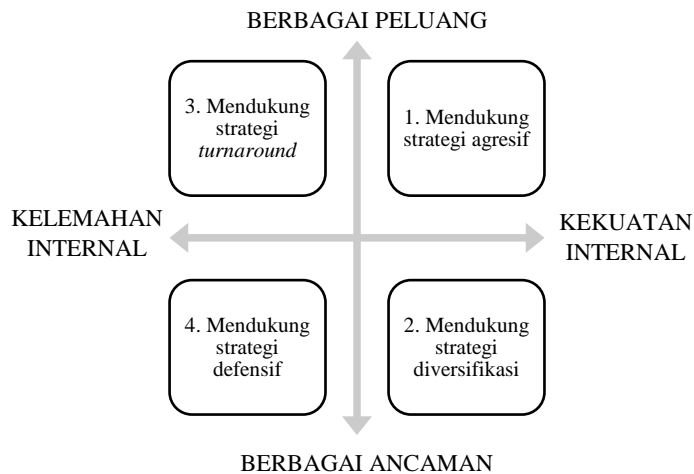 BERBAGAI PELUANG
3. Mendukung
strategi
turnaround
1. Mendukung
strategi agresif
KELEMAHAN
INTERNAL
KEKUATAN
INTERNAL
4. Mendukung
strategi
defensif
2. Mendukung
strategi
diversifikasi
BERBAGAI ANCAMAN